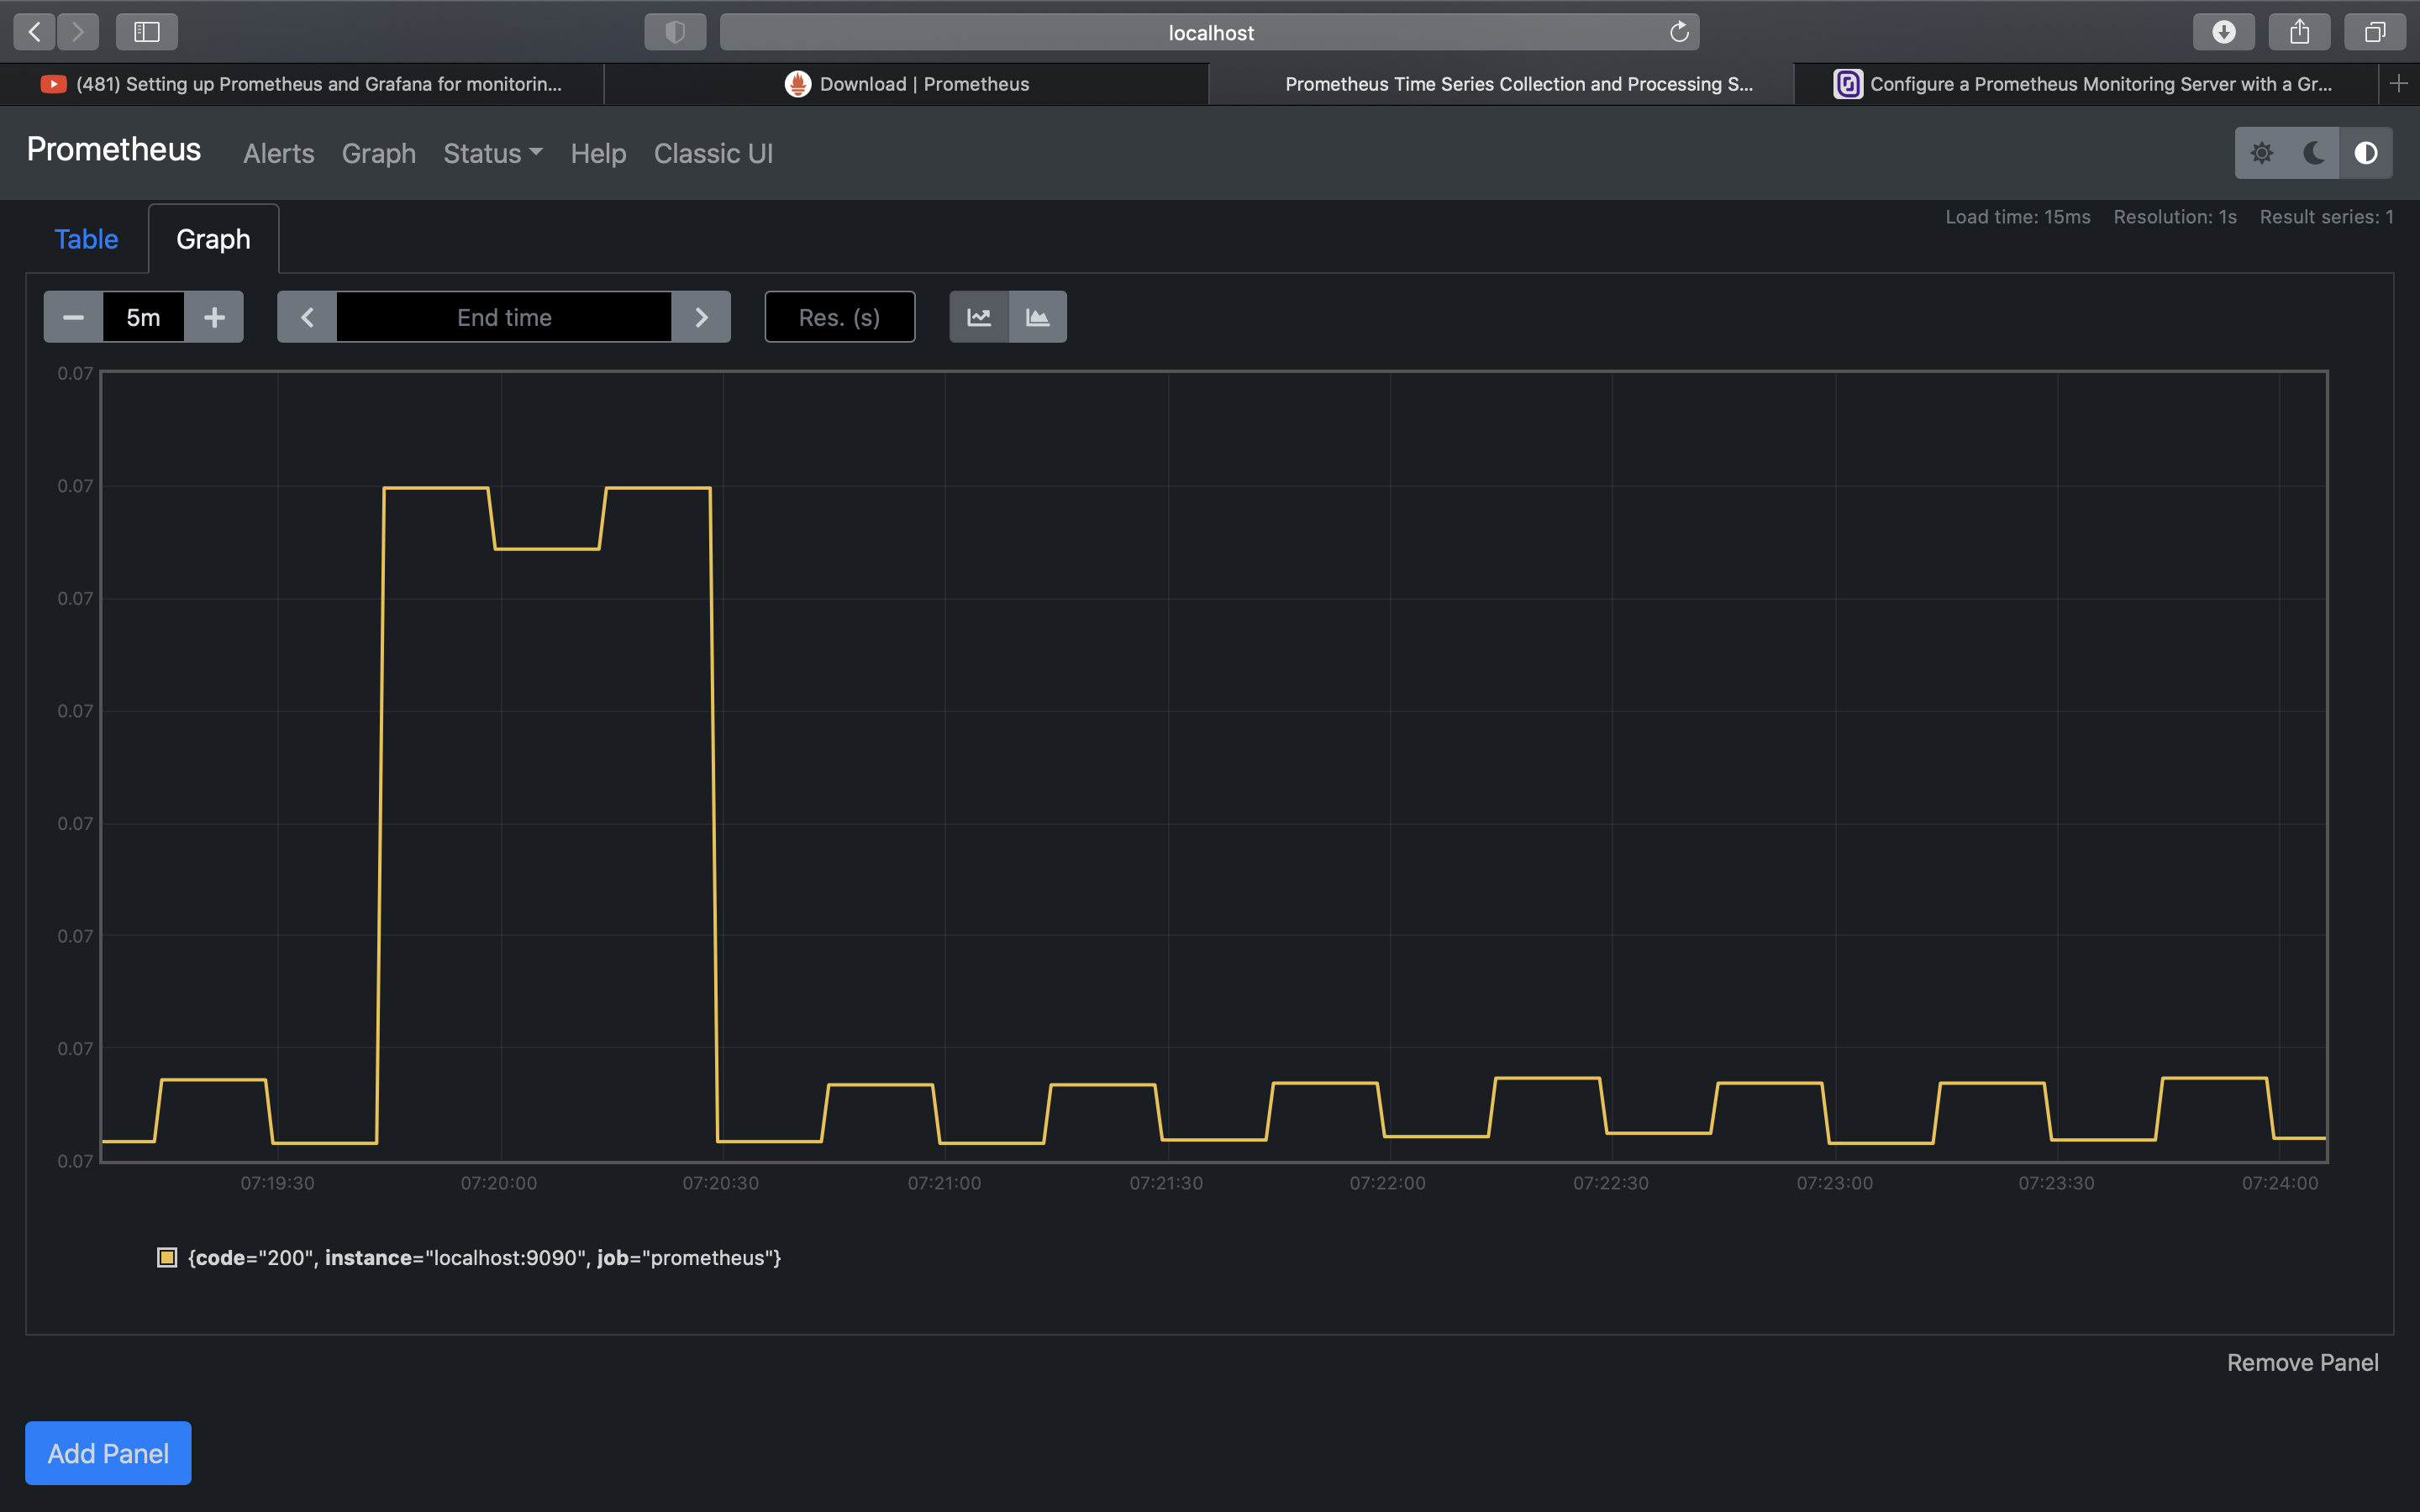 localhost
(481) Setting up Prometheus and Grafana for monitorin...
Download | Prometheus
Prometheus Time Series Collection and Processing S...
Configure a Prometheus Monitoring Server with a Gr...
Prometheus Alerts Graph Status Help Classic UI
Load time: 15ms Resolution: 1s Result series: 1
Table Graph
5m End time Res. (s)
0.07
0.07
0.07
0.07
0.07
0.07
0.07
0.07
07:19:30 07:20:00 07:20:30 07:21:00 07:21:30 07:22:00 07:22:30 07:23:00 07:23:30 07:24:00
{code="200", instance="localhost:9090", job="prometheus"}
Remove Panel
Add Panel